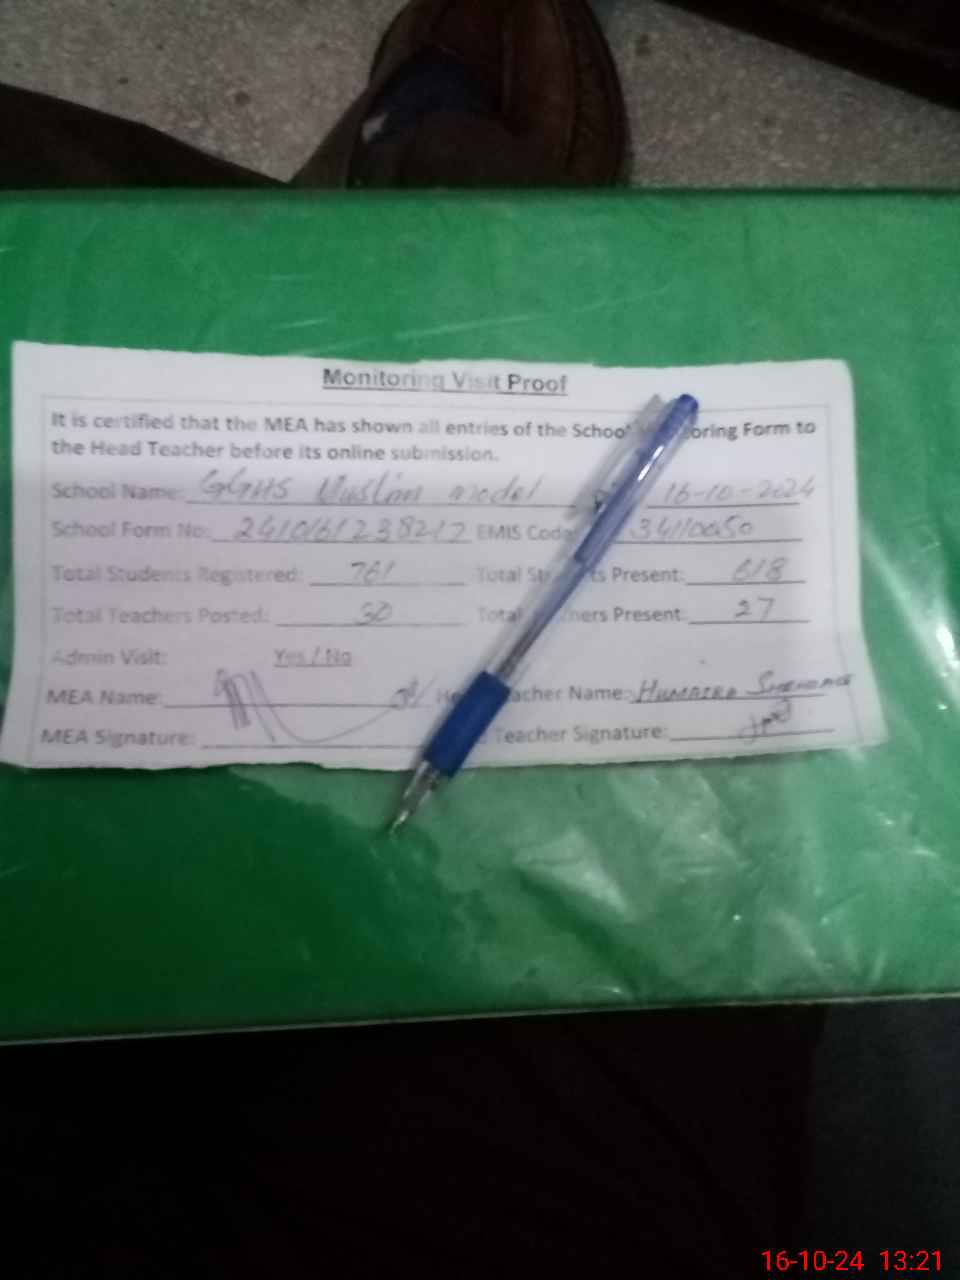 Monitoring Visit Proof
It is certified that the MEA has shown all entries of the School oring Form to
the Head Teacher before its online submission.
School Name: GGHS Muslim model 16-10-2024
School Form No: EMIS Code 34110050
Total Students Registered: 761 Total St ts Present: 618
Total Teachers Posted: 30 Total hers Present: 27
Admin Visit: Yes / No
MEA Name: He acher Name: Humaira
MEA Signature: Teacher Signature:
16-10-24 13:21